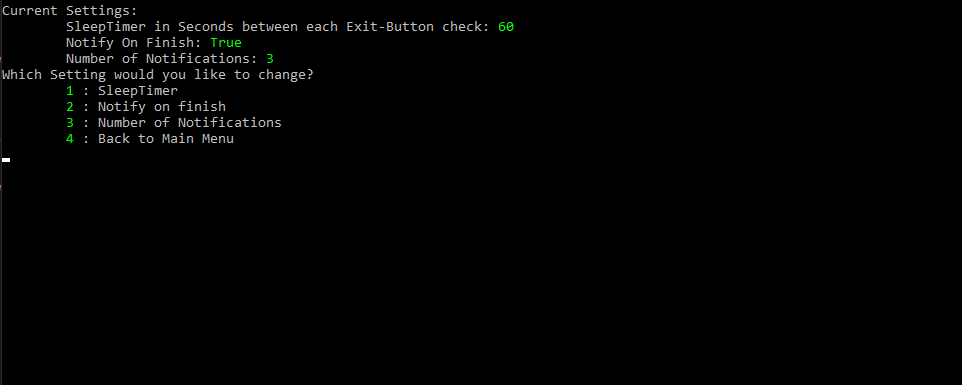 Current Settings:
SleepTimer in Seconds between each Exit-Button check: 60
Notify On Finish: True
Number of Notifications: 3
Which Setting would you like to change?
1 : SleepTimer
2 : Notify on finish
3 : Number of Notifications
4 : Back to Main Menu